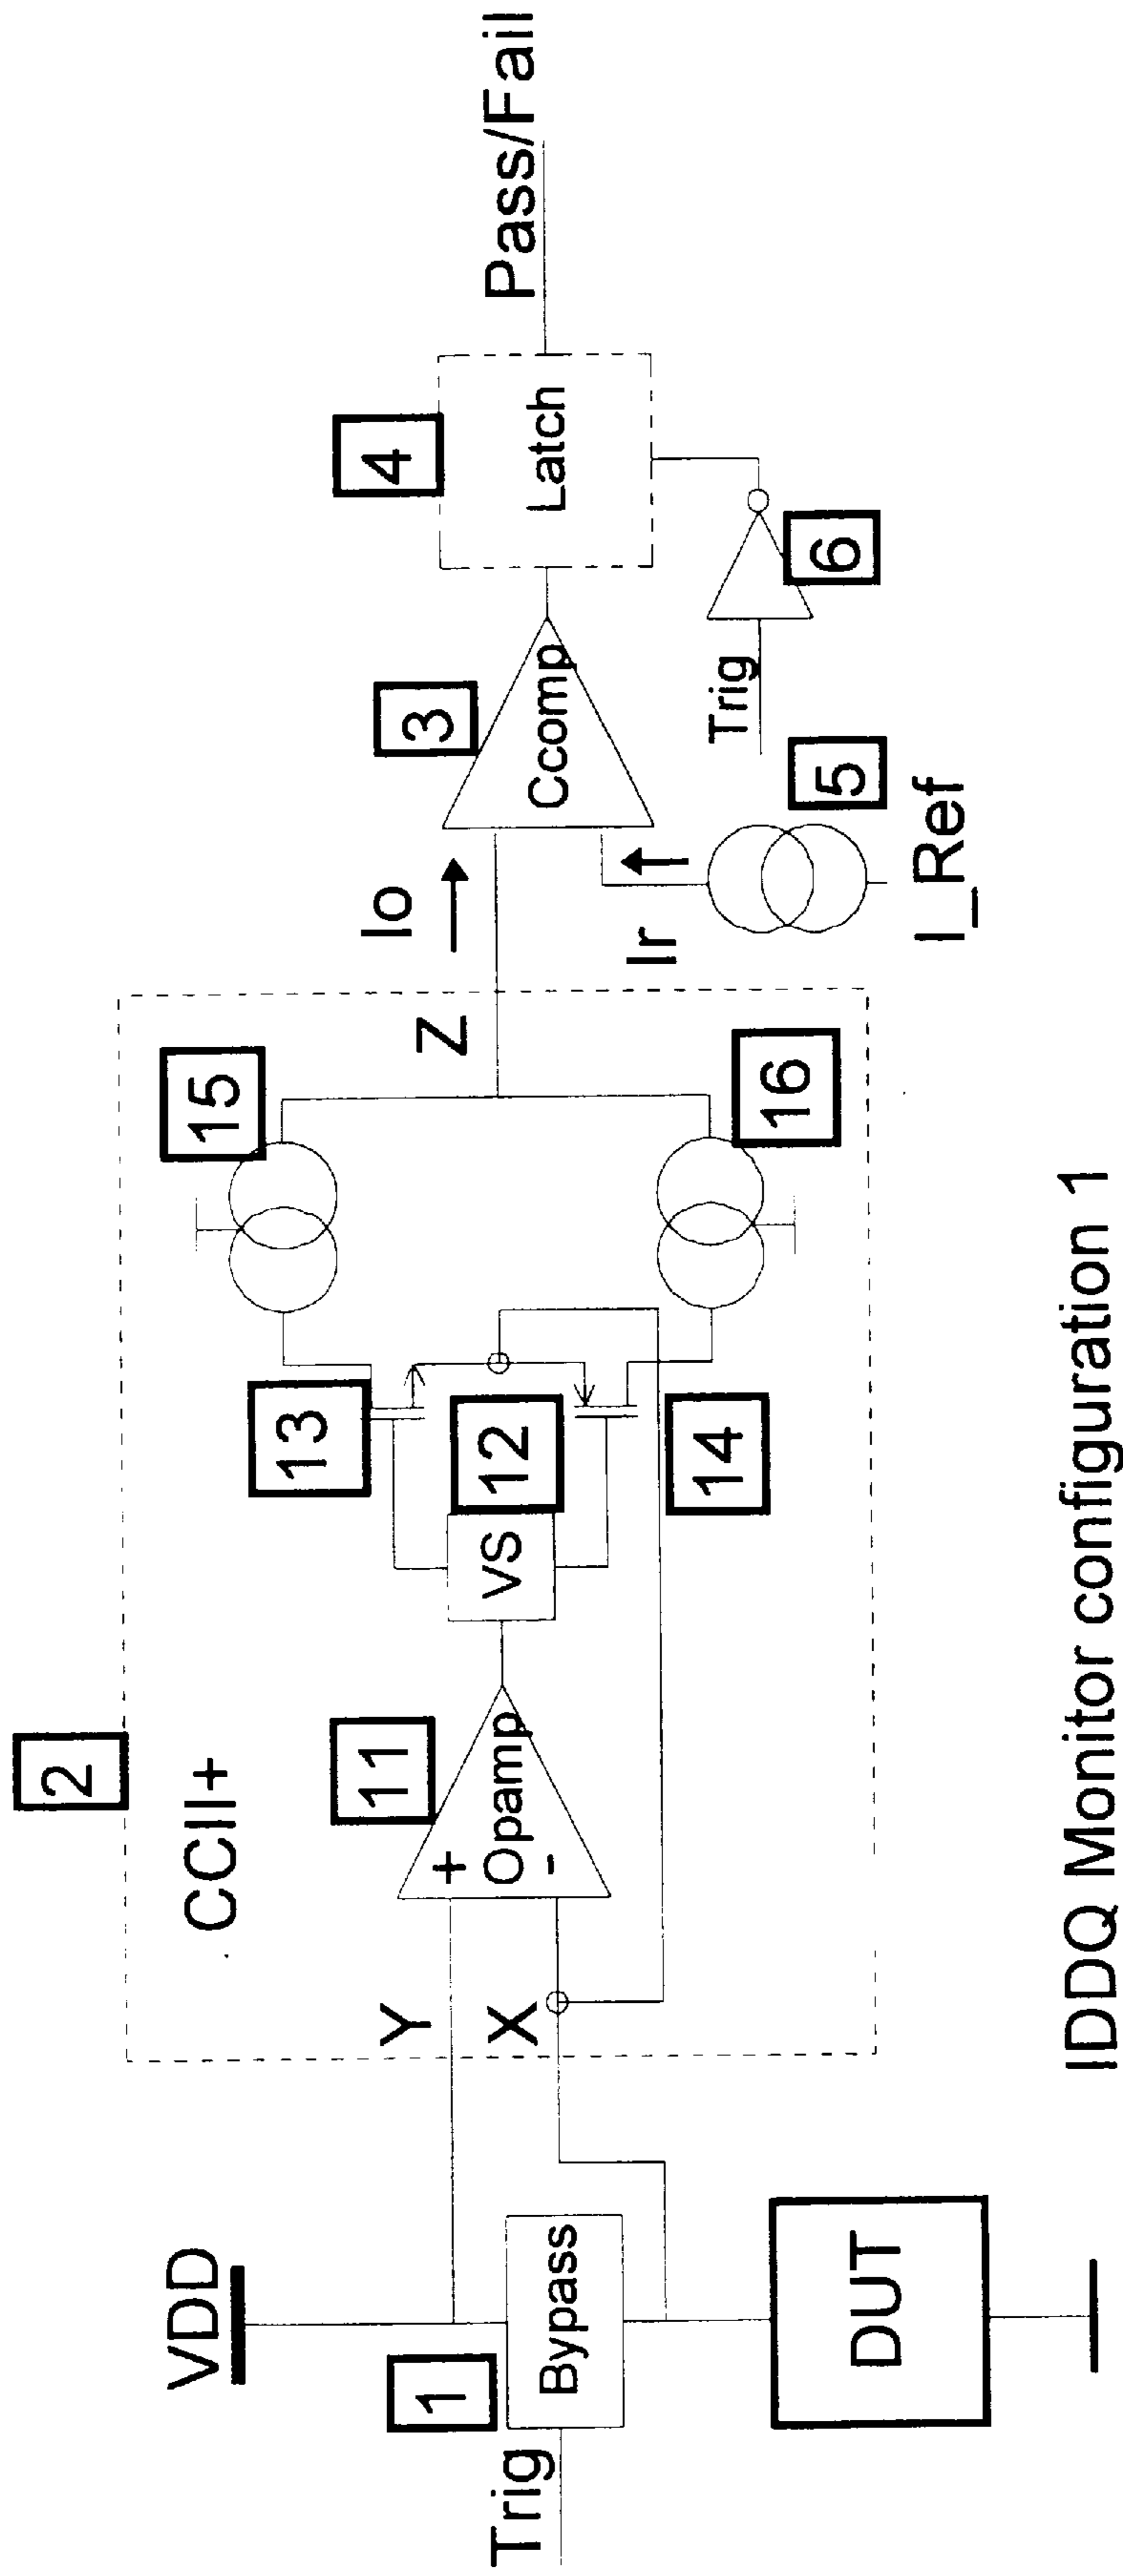 2
CCII+
VDD
1
Trig
Bypass
DUT
Y
X
11
+
Opamp
-
VS
12
13
14
15
16
Z
Io
Ir
3
Ccomp
5
I_Ref
4
Latch
Trig
6
Pass/Fail
IDDQ Monitor configuration 1